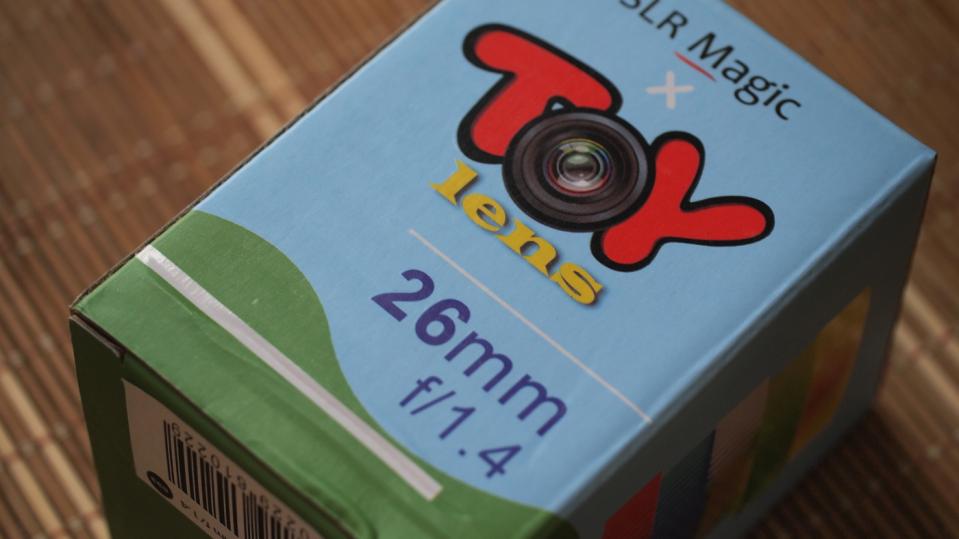 SLR Magic
X
TOY
lens
26mm
f/1.4